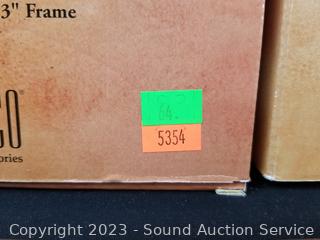 3" Frame
64.
CO
5354
ories
Copyright 2023 - Sound Auction Service